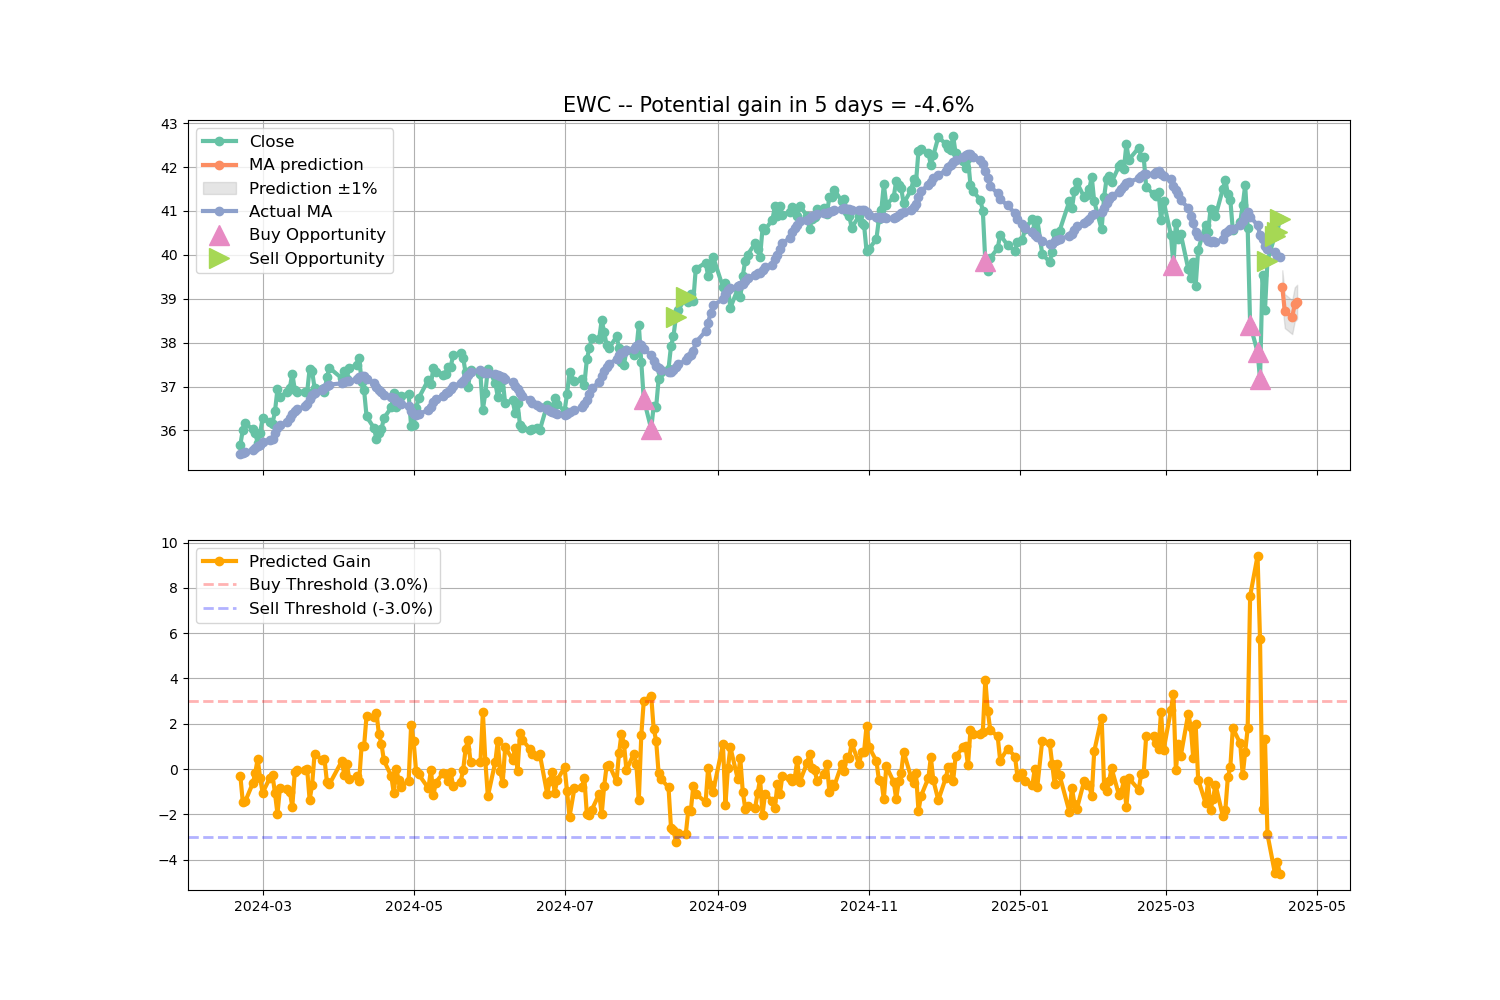 EWC -- Potential gain in 5 days = -4.6%
43
42
41
40
39
38
37
36
Close
MA prediction
Prediction ±1%
Actual MA
Buy Opportunity
Sell Opportunity
10
8
6
4
2
0
−2
−4
Predicted Gain
Buy Threshold (3.0%)
Sell Threshold (-3.0%)
2024-03 2024-05 2024-07 2024-09 2024-11 2025-01 2025-03 2025-05